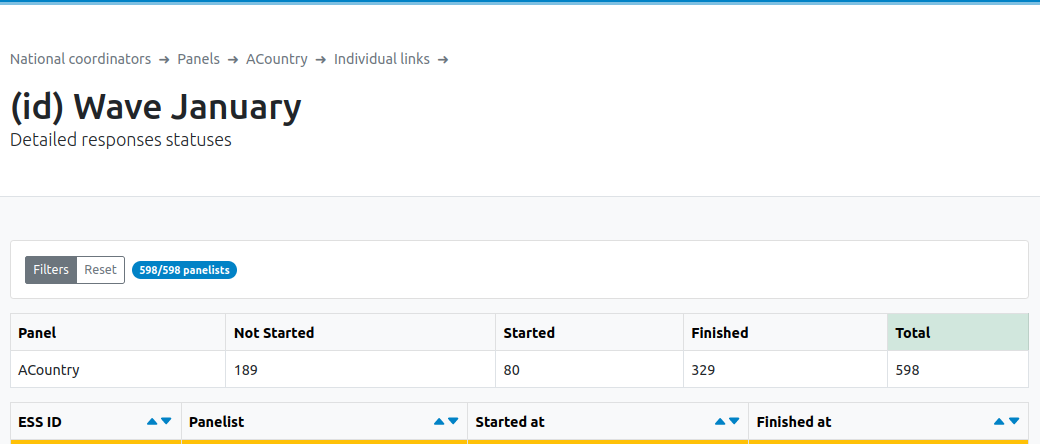 National coordinators → Panels → ACountry → Individual links →
(id) Wave January
Detailed responses statuses
Filters Reset 598/598 panelists
Panel Not Started Started Finished Total
ACountry 189 80 329 598
ESS ID Panelist Started at Finished at